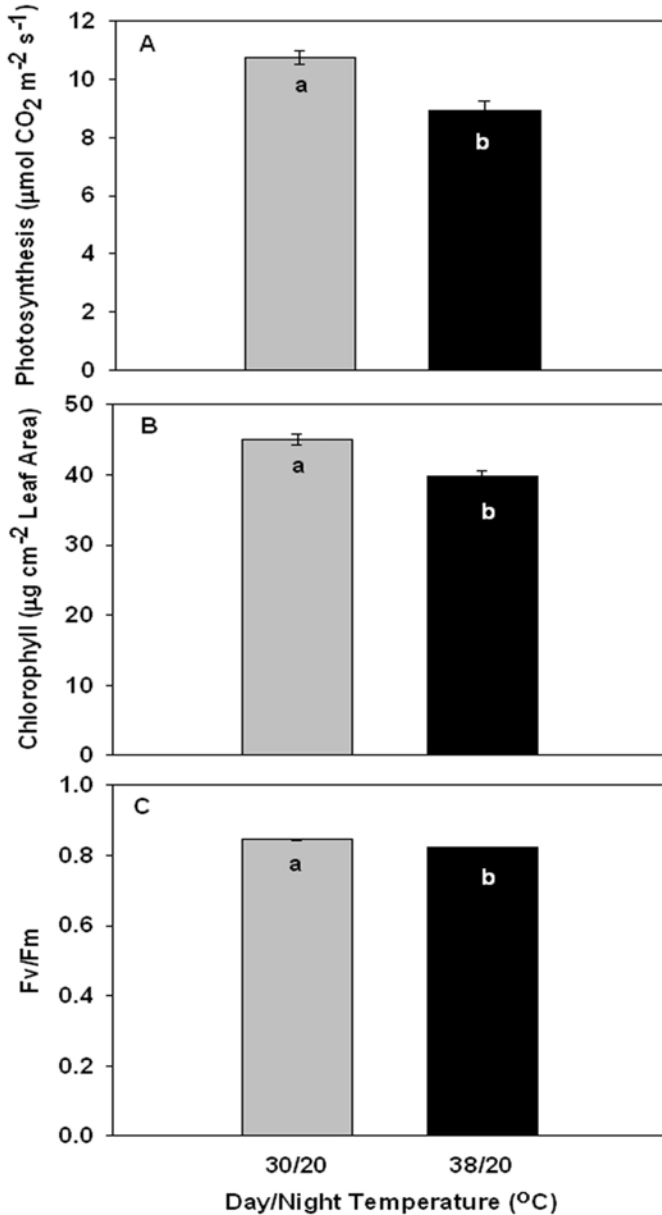 Photosynthesis (μmol CO₂ m⁻² s⁻¹)
12
10
8
6
4
2
0
A
a
b
Chlorophyll (μg cm⁻² Leaf Area)
50
40
30
20
10
0
B
a
b
Fv/Fm
1.0
0.8
0.6
0.4
0.2
0.0
C
a
b
30/20 38/20
Day/Night Temperature (ᴼC)